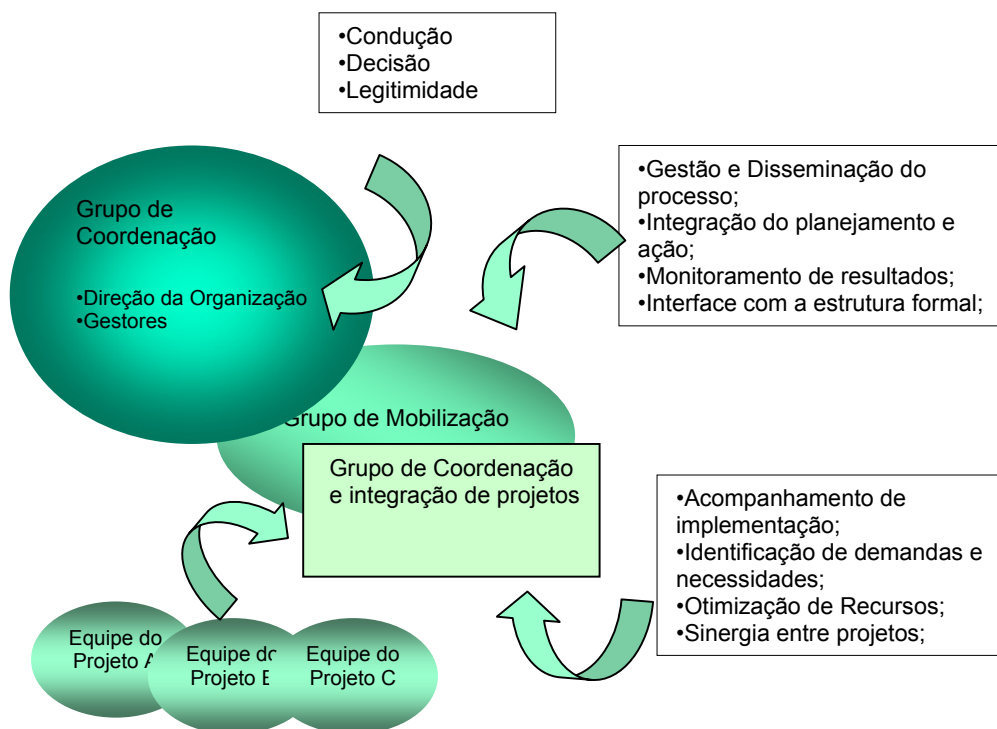 •Condução
•Decisão
•Legitimidade
Grupo de
Coordenação
•Direção da Organização
•Gestores
•Gestão e Disseminação do
processo;
•Integração do planejamento e
ação;
•Monitoramento de resultados;
•Interface com a estrutura formal;
Grupo de Mobilização
Grupo de Coordenação
e integração de projetos
•Acompanhamento de
implementação;
•Identificação de demandas e
necessidades;
•Otimização de Recursos;
•Sinergia entre projetos;
Equipe do
Projeto A
Equipe do
Projeto B
Equipe do
Projeto C